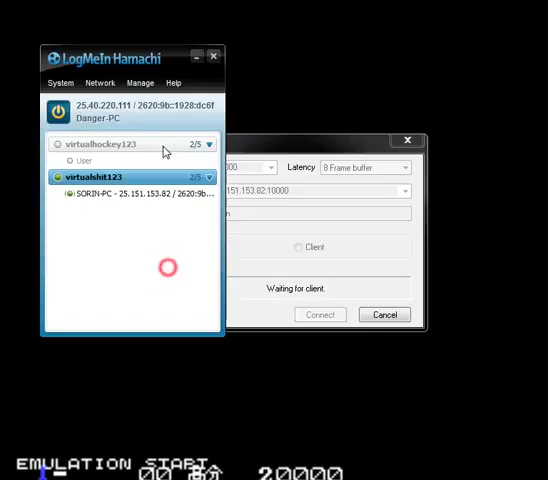 LogMeIn Hamachi
System Network Manage Help
25.40.220.111 / 2620:9b::1928:dc6f
Danger-PC
virtualhockey123 2/5
User
virtualshit123 2/5
SORIN-PC - 25.151.153.82 / 2620:9b...
000 Latency 8 Frame buffer
151.153.82:10000
n
Client
Waiting for client.
Connect Cancel
EMULATION START
00 20000